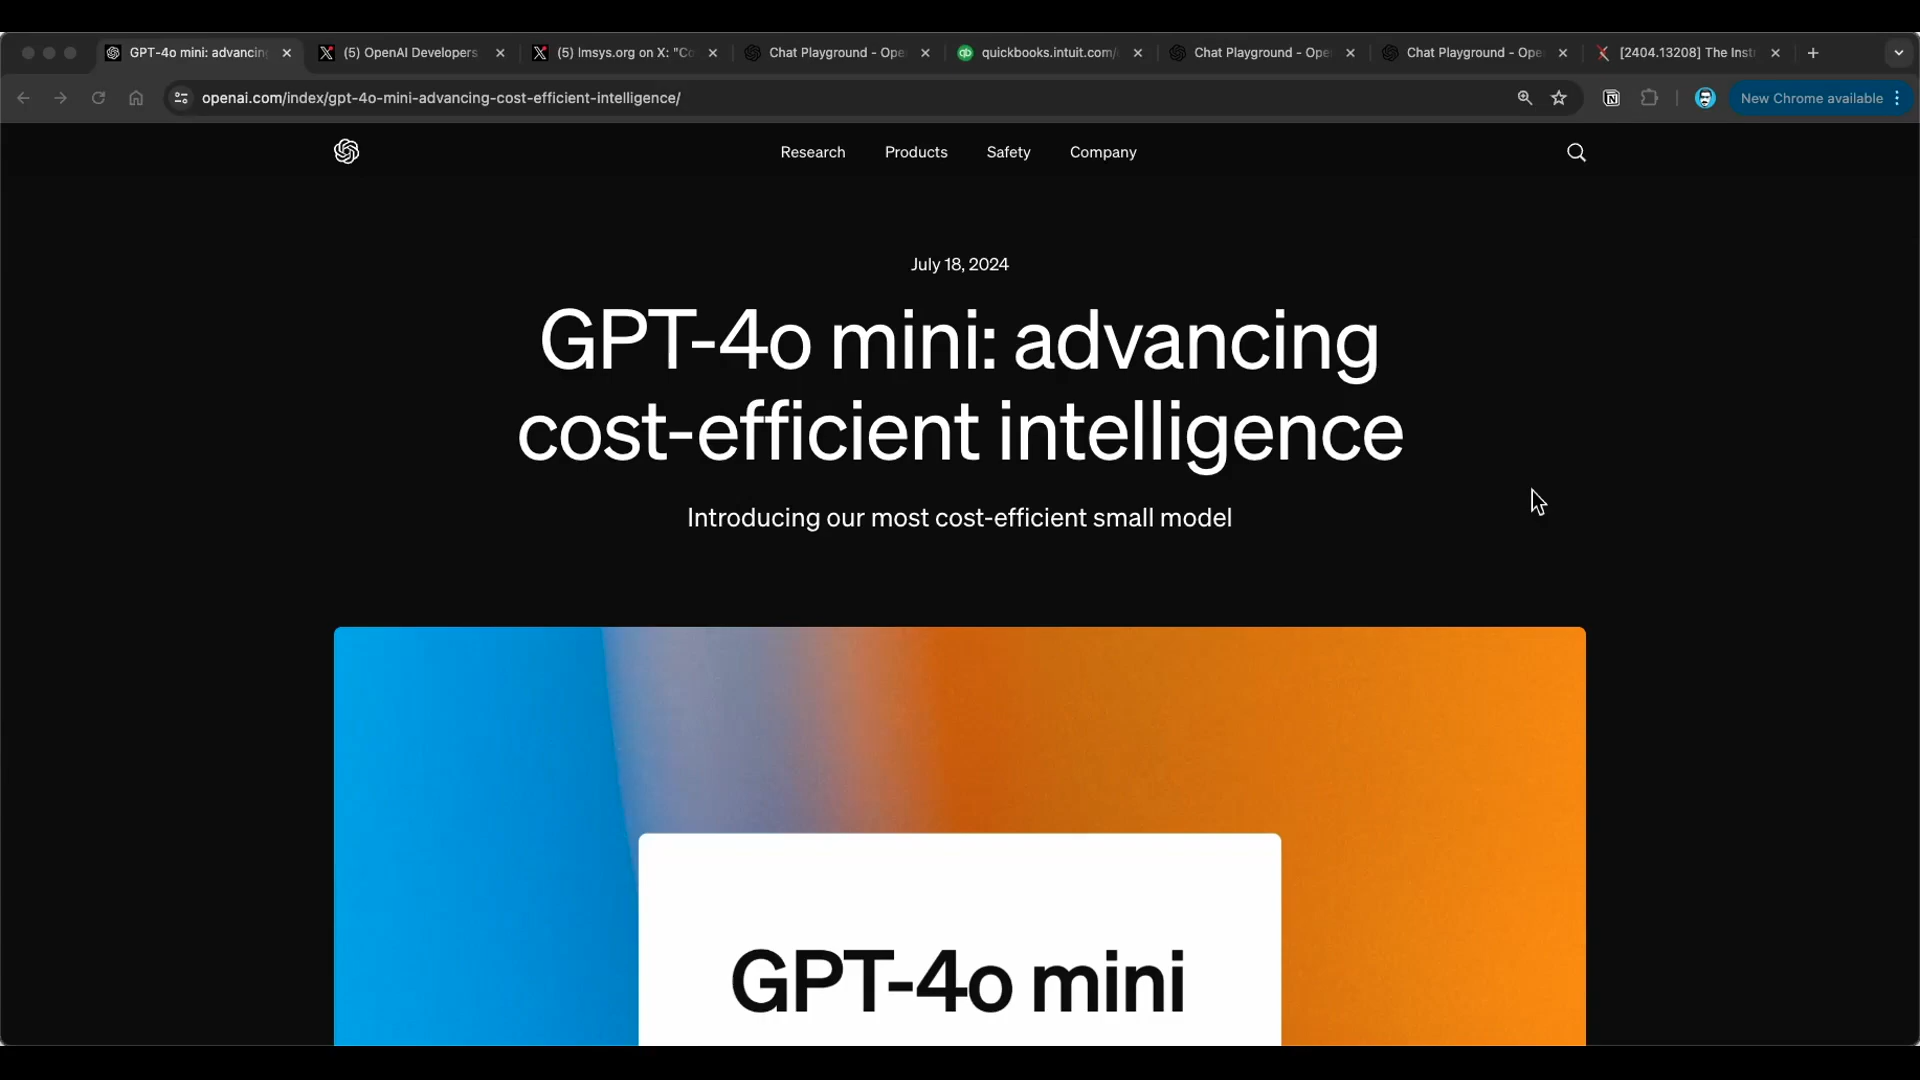 GPT-4o mini: advancing
(5) OpenAI Developers
(5) lmsys.org on X: "Co
Chat Playground - Ope
quickbooks.intuit.com/
Chat Playground - Ope
Chat Playground - Ope
[2404.13208] The Instr
openai.com/index/gpt-4o-mini-advancing-cost-efficient-intelligence/
New Chrome available
Research
Products
Safety
Company
July 18, 2024
GPT-4o mini: advancing
cost-efficient intelligence
Introducing our most cost-efficient small model
GPT-4o mini